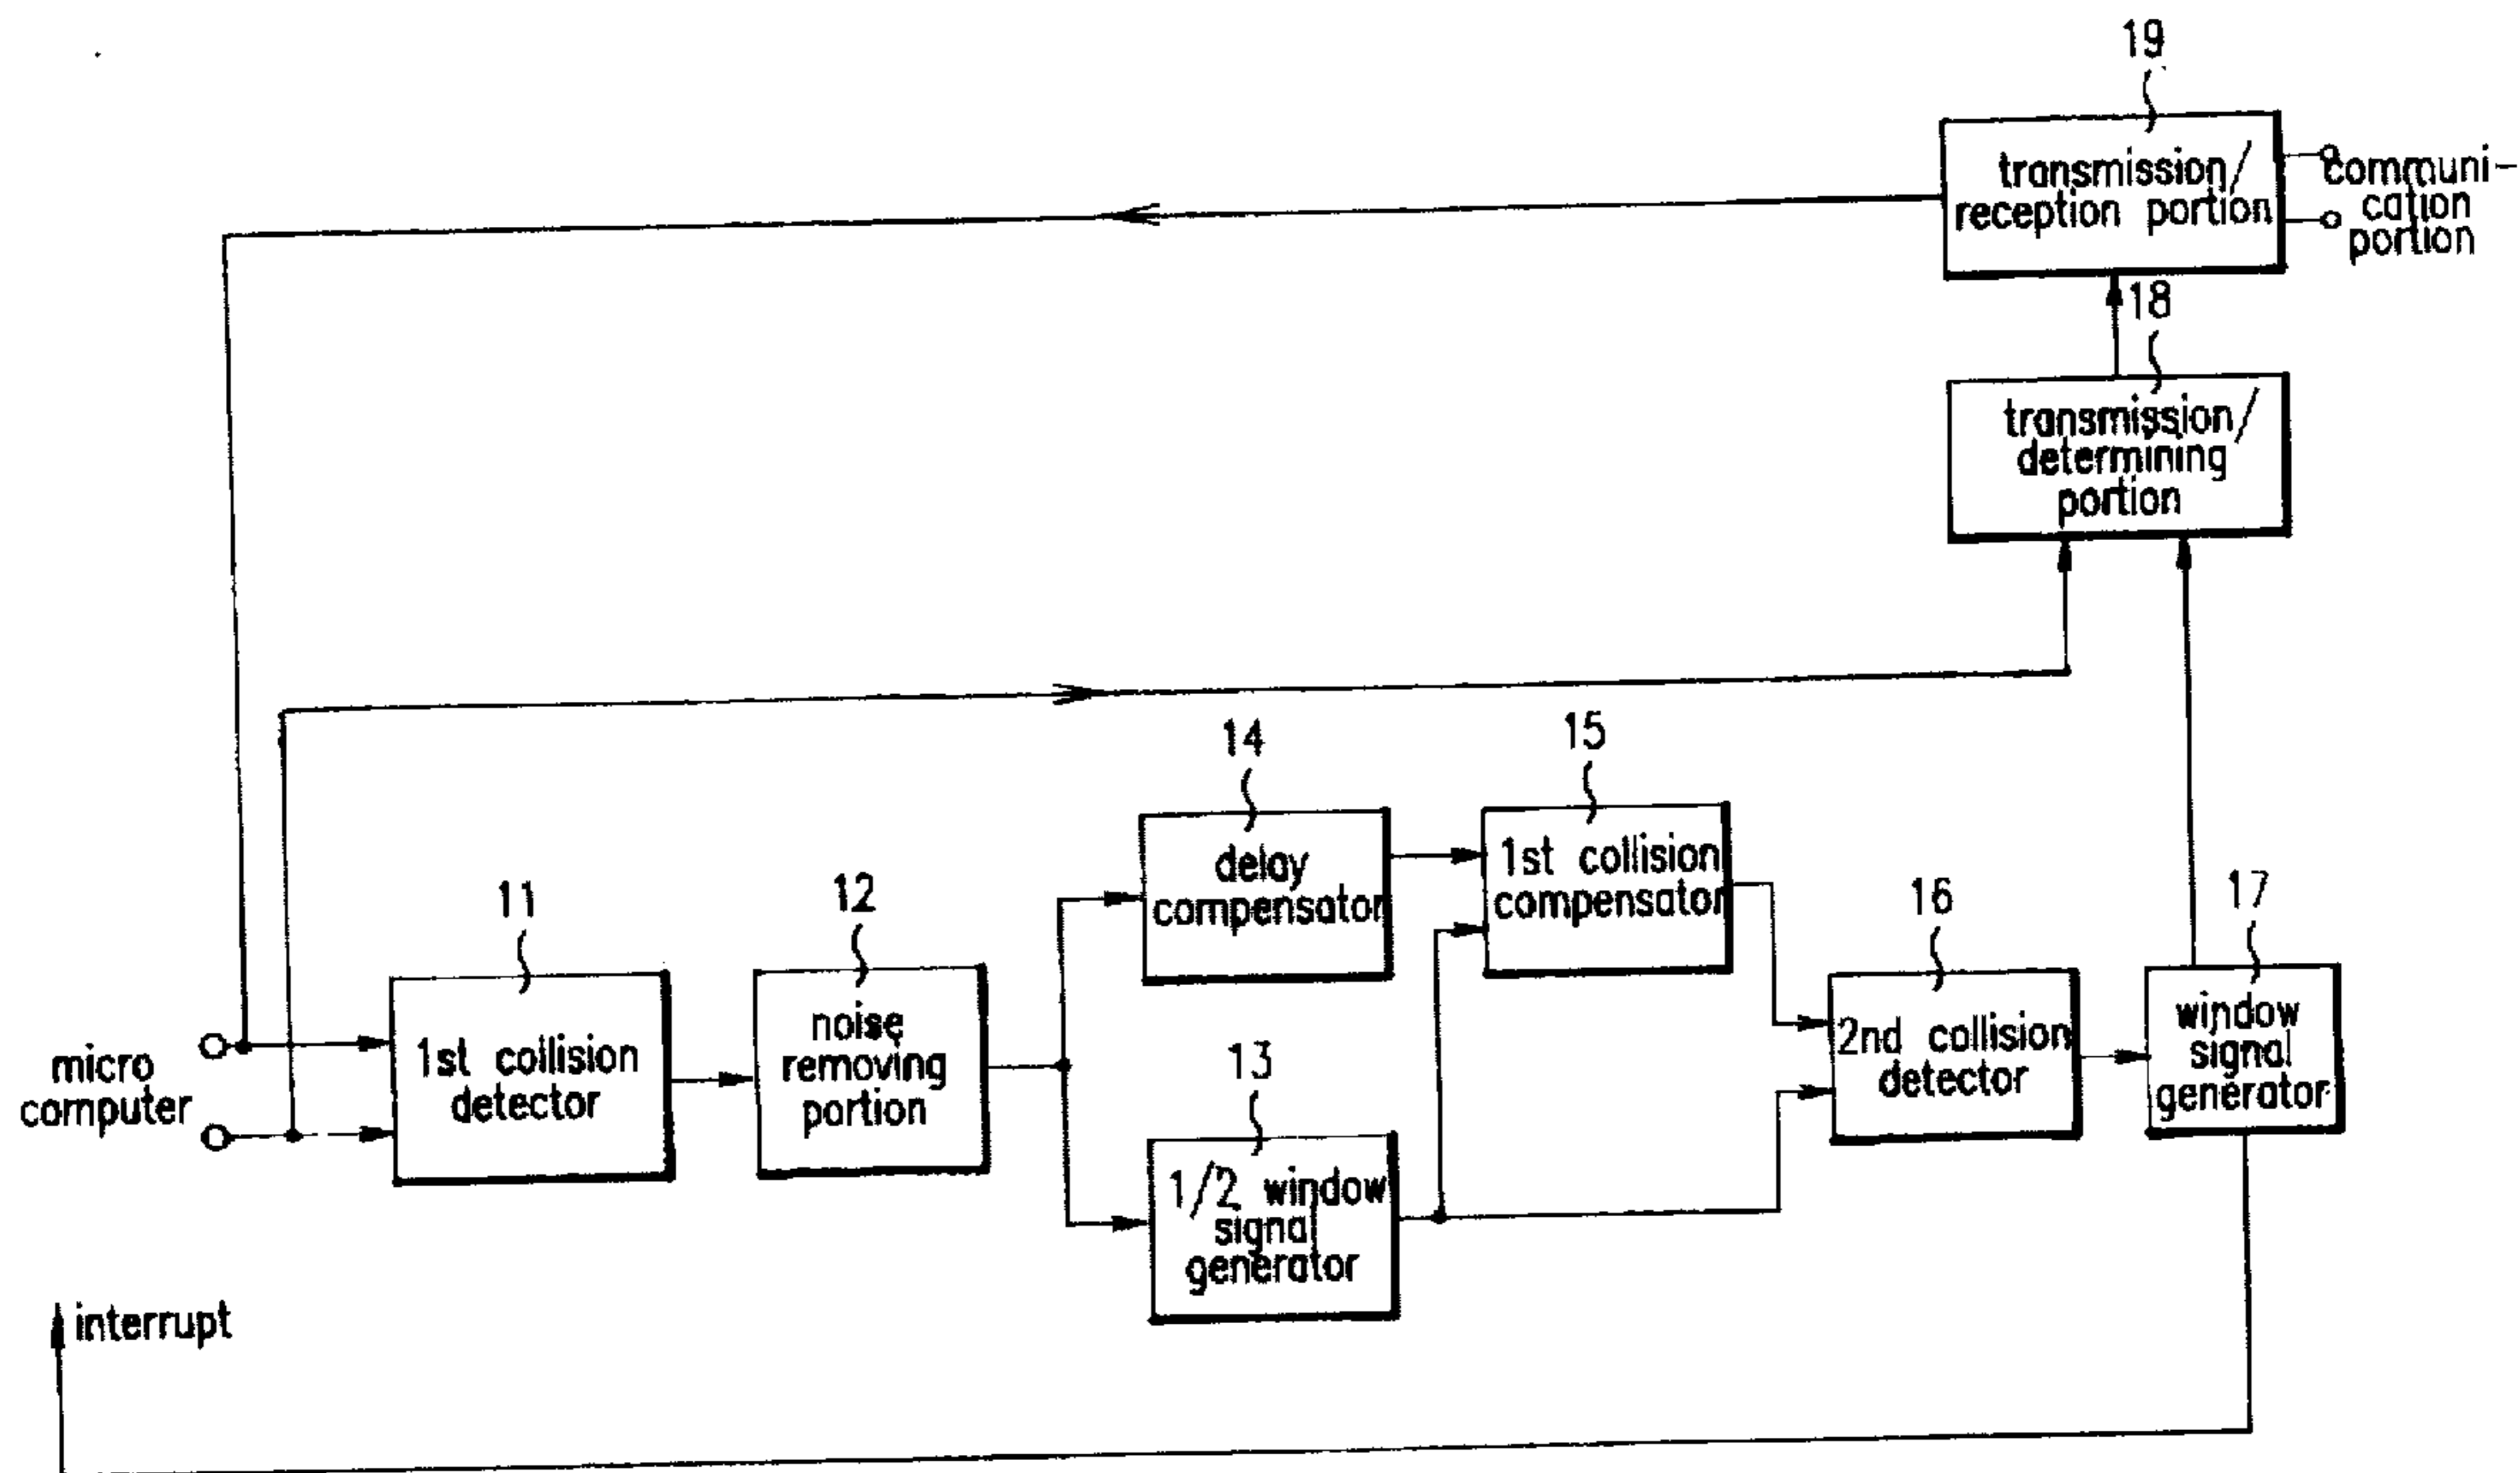 19
transmission/
reception portion
communi-
cation
portion
18
transmission/
determining
portion
14
delay
compensator
15
1st collision
compensator
11
1st collision
detector
12
noise
removing
portion
16
2nd collision
detector
17
window
signal
generator
micro
computer
13
1/2 window
signal
generator
interrupt